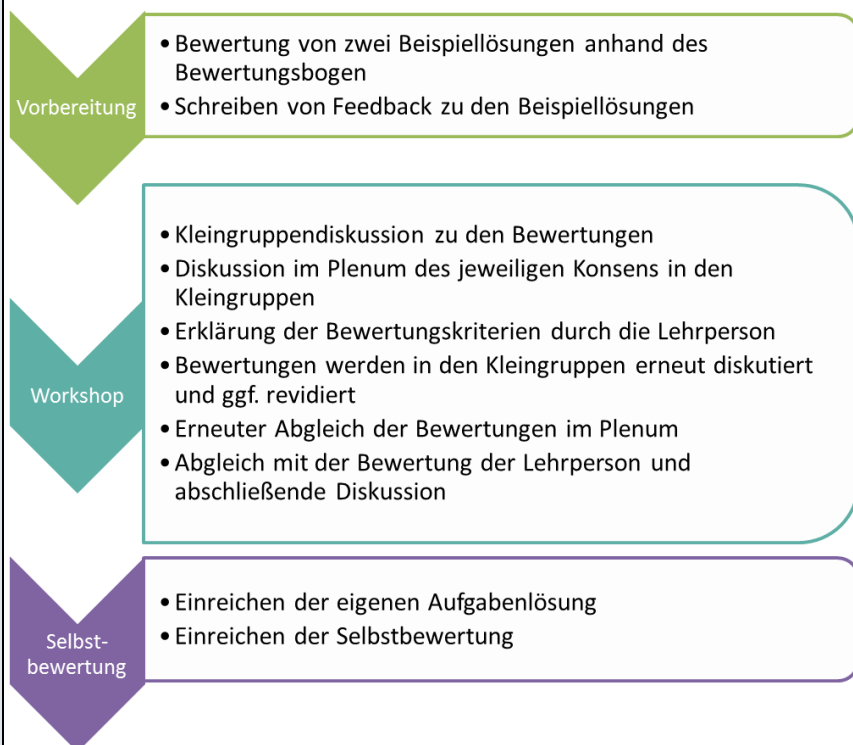 Vorbereitung
• Bewertung von zwei Beispiellösungen anhand des
Bewertungsbogen
• Schreiben von Feedback zu den Beispiellösungen
Workshop
• Kleingruppendiskussion zu den Bewertungen
• Diskussion im Plenum des jeweiligen Konsens in den
Kleingruppen
• Erklärung der Bewertungskriterien durch die Lehrperson
• Bewertungen werden in den Kleingruppen erneut diskutiert
und ggf. revidiert
• Erneuter Abgleich der Bewertungen im Plenum
• Abgleich mit der Bewertung der Lehrperson und
abschließende Diskussion
Selbst-
bewertung
• Einreichen der eigenen Aufgabenlösung
• Einreichen der Selbstbewertung